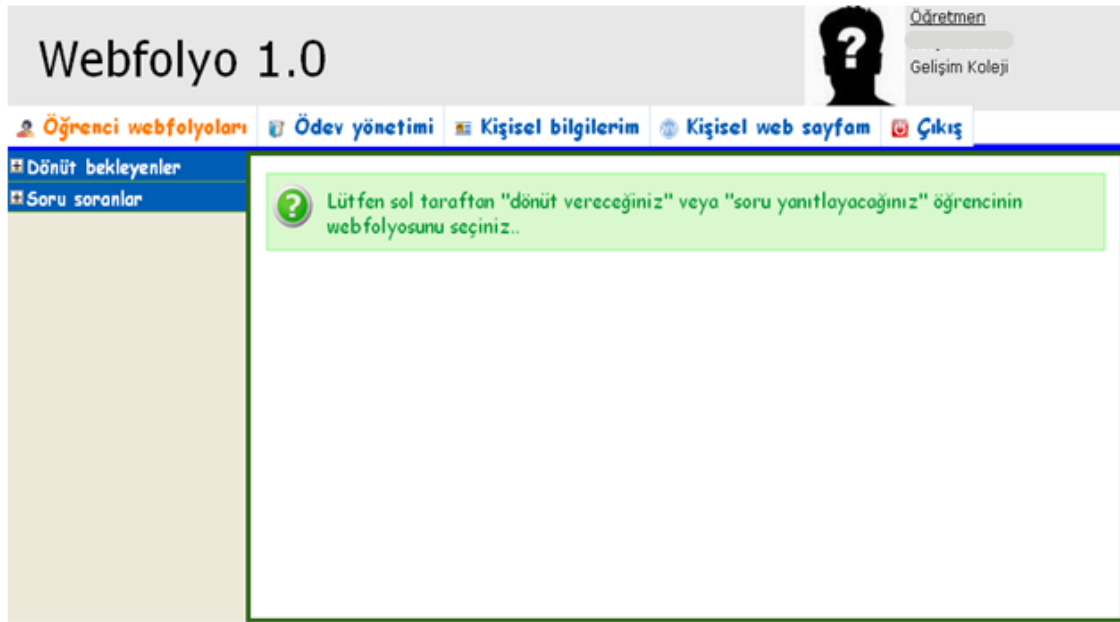 Webfolyo 1.0
Öğretmen
Gelişim Koleji
Öğrenci webfolyoları Ödev yönetimi Kişisel bilgilerim Kişisel web sayfam Çıkış
Dönüt bekleyenler
Soru soranlar
Lütfen sol taraftan "dönüt vereceğiniz" veya "soru yanıtlayacağınız" öğrencinin
webfolyosunu seçiniz..